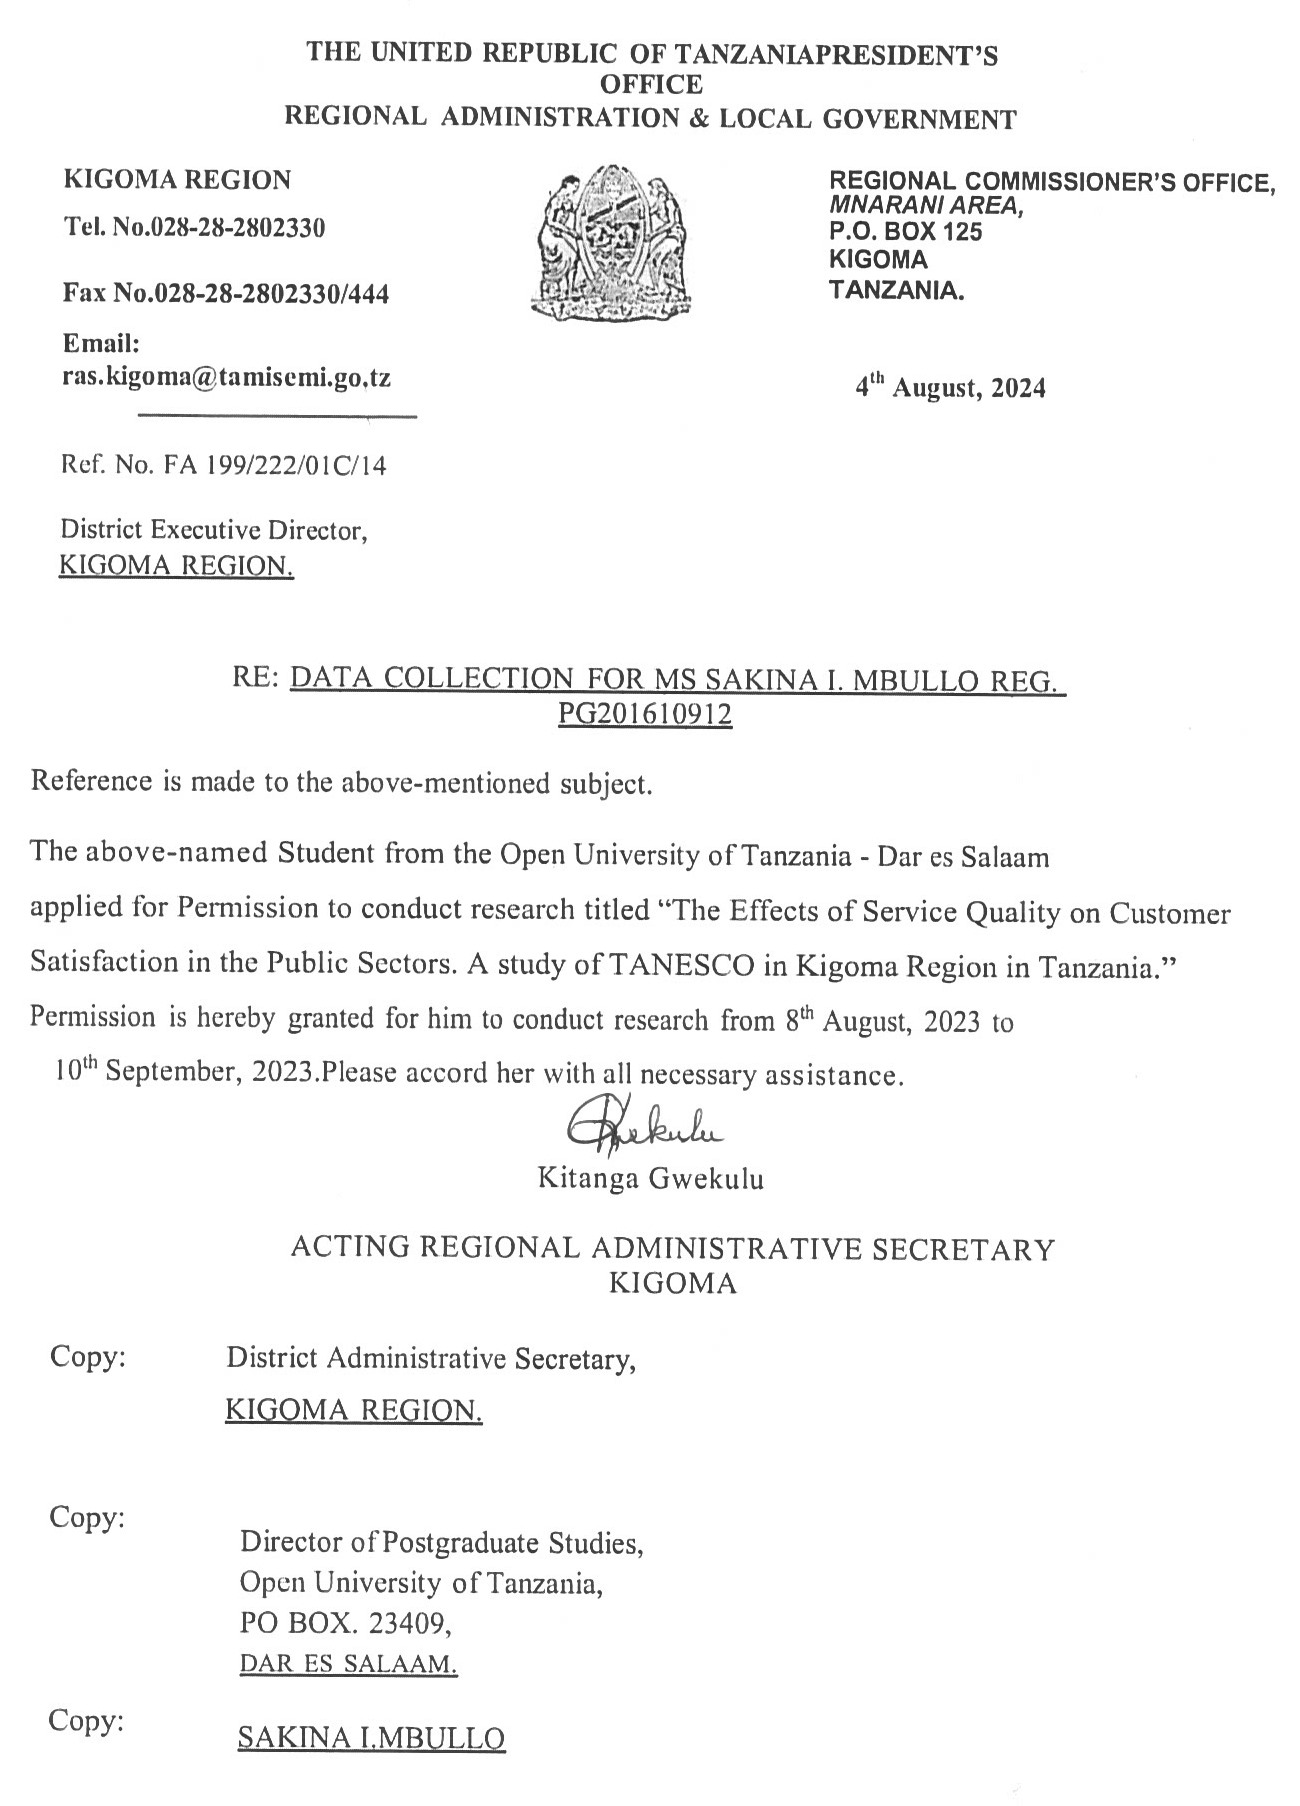 THE UNITED REPUBLIC OF TANZANIAPRESIDENT'S
OFFICE
REGIONAL ADMINISTRATION & LOCAL GOVERNMENT
KIGOMA REGION
Tel. No.028-28-2802330
Fax No.028-28-2802330/444
Email:
ras.kigoma@tamisemi.go.tz
REGIONAL COMMISSIONER'S OFFICE,
MNARANI AREA,
P.O. BOX 125
KIGOMA
TANZANIA.
4th August, 2024
Ref. No. FA 199/222/01C/14
District Executive Director,
KIGOMA REGION.
RE: DATA COLLECTION FOR MS SAKINA I. MBULLO REG.
PG201610912
Reference is made to the above-mentioned subject.
The above-named Student from the Open University of Tanzania - Dar es Salaam
applied for Permission to conduct research titled “The Effects of Service Quality on Customer
Satisfaction in the Public Sectors. A study of TANESCO in Kigoma Region in Tanzania.”
Permission is hereby granted for him to conduct research from 8th August, 2023 to
10th September, 2023.Please accord her with all necessary assistance.
Kitanga Gwekulu
ACTING REGIONAL ADMINISTRATIVE SECRETARY
KIGOMA
Copy: District Administrative Secretary,
KIGOMA REGION.
Copy:
Director of Postgraduate Studies,
Open University of Tanzania,
PO BOX. 23409,
DAR ES SALAAM.
Copy:
SAKINA I.MBULLO